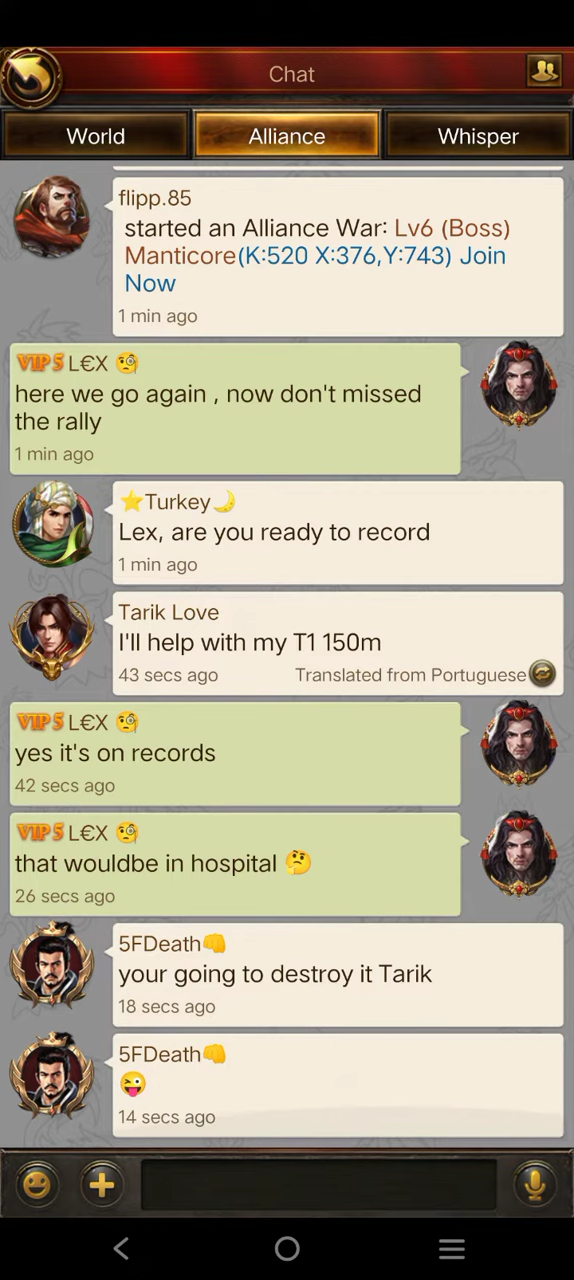 Chat
World
Alliance
Whisper
flipp.85
started an Alliance War: Lv6 (Boss)
Manticore(K:520 X:376,Y:743) Join
Now
1 min ago
VIP 5 L€X 🧐
here we go again , now don't missed
the rally
1 min ago
⭐Turkey🌙
Lex, are you ready to record
1 min ago
Tarik Love
I'll help with my T1 150m
43 secs ago Translated from Portuguese
VIP 5 L€X 🧐
yes it's on records
42 secs ago
VIP 5 L€X 🧐
that wouldbe in hospital 🤔
26 secs ago
5FDeath👊
your going to destroy it Tarik
18 secs ago
5FDeath👊
😜
14 secs ago